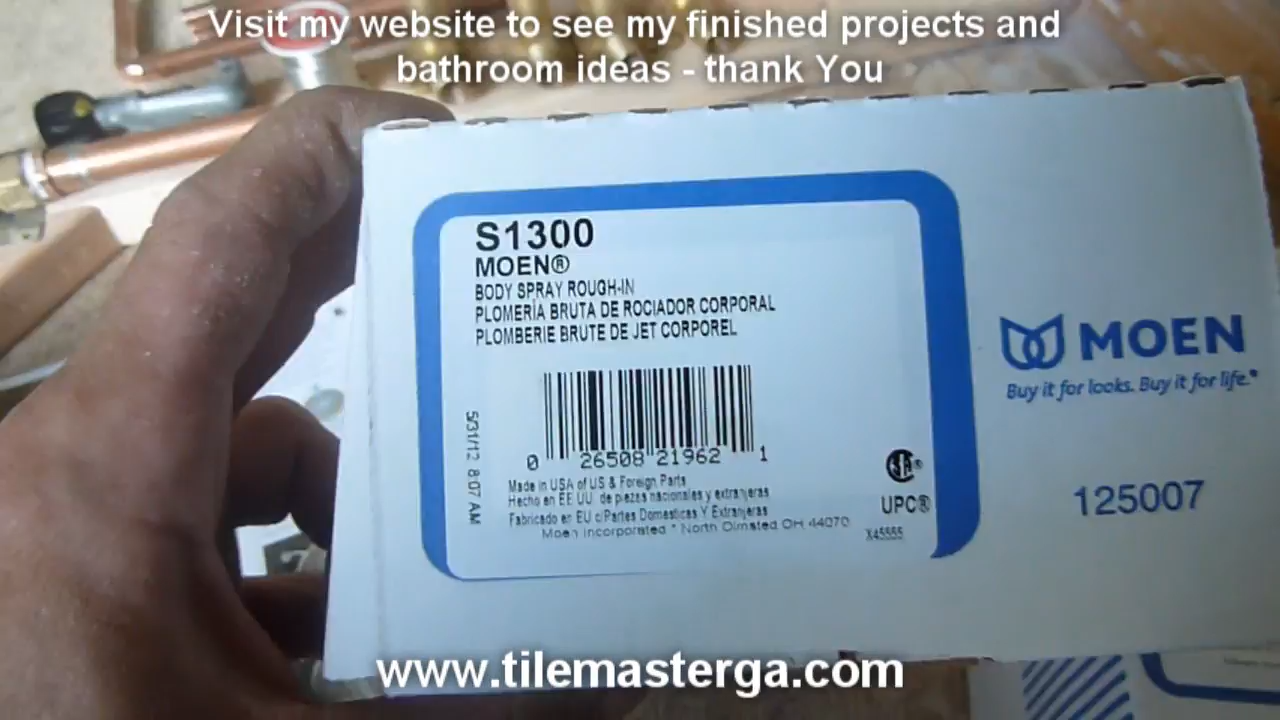 Visit my website to see my finished projects and
bathroom ideas - thank You
S1300
MOEN®
BODY SPRAY ROUGH-IN
PLOMERÍA BRUTA DE ROCIADOR CORPORAL
PLOMBERIE BRUTE DE JET CORPOREL
5/31/12 8:07 AM
0 26508 21962 1
Made in USA of US & Foreign Parts
Hecho en EE UU. de piezas nacionales y extranjeras
Fabricado en EU c/Partes Domesticas Y Extranjeras
Moen Incorporated * North Olmsted OH 44070
UPC®
X45555
MOEN
Buy it for looks. Buy it for life.®
125007
www.tilemasterga.com